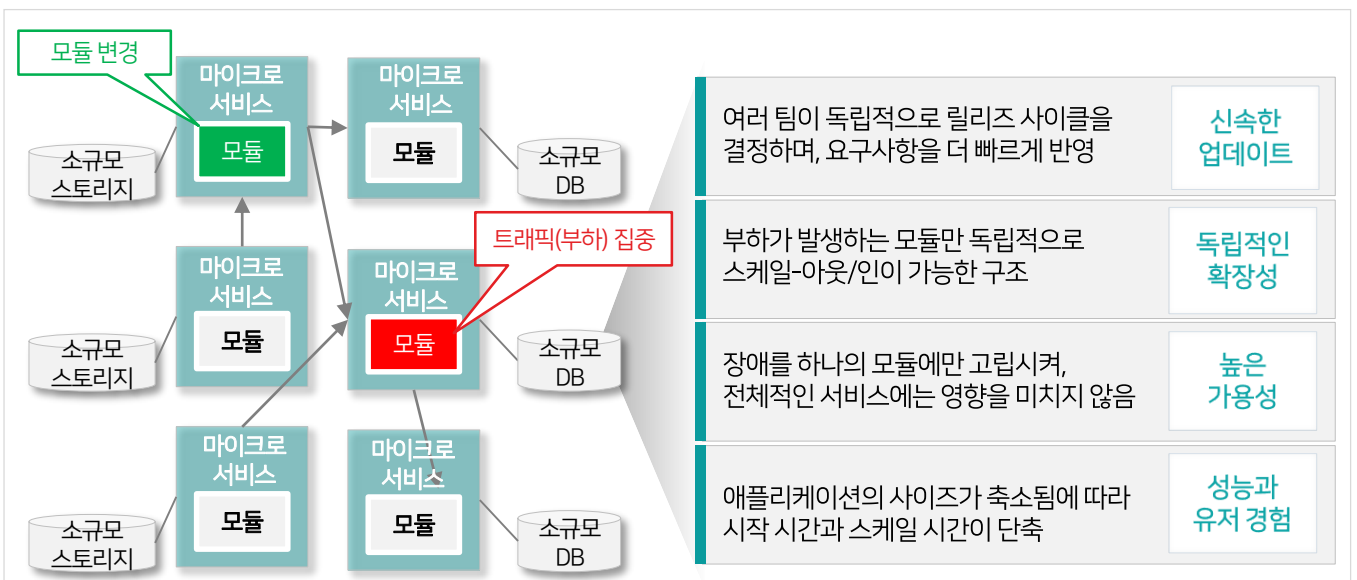 모듈 변경
마이크로
서비스
모듈
소규모
스토리지
마이크로
서비스
모듈
소규모
DB
마이크로
서비스
모듈
소규모
스토리지
트래픽(부하) 집중
마이크로
서비스
모듈
소규모
DB
마이크로
서비스
모듈
소규모
스토리지
마이크로
서비스
모듈
소규모
DB
여러 팀이 독립적으로 릴리즈 사이클을
결정하며, 요구사항을 더 빠르게 반영
신속한
업데이트
부하가 발생하는 모듈만 독립적으로
스케일-아웃/인이 가능한 구조
독립적인
확장성
장애를 하나의 모듈에만 고립시켜,
전체적인 서비스에는 영향을 미치지 않음
높은
가용성
애플리케이션의 사이즈가 축소됨에 따라
시작 시간과 스케일 시간이 단축
성능과
유저 경험